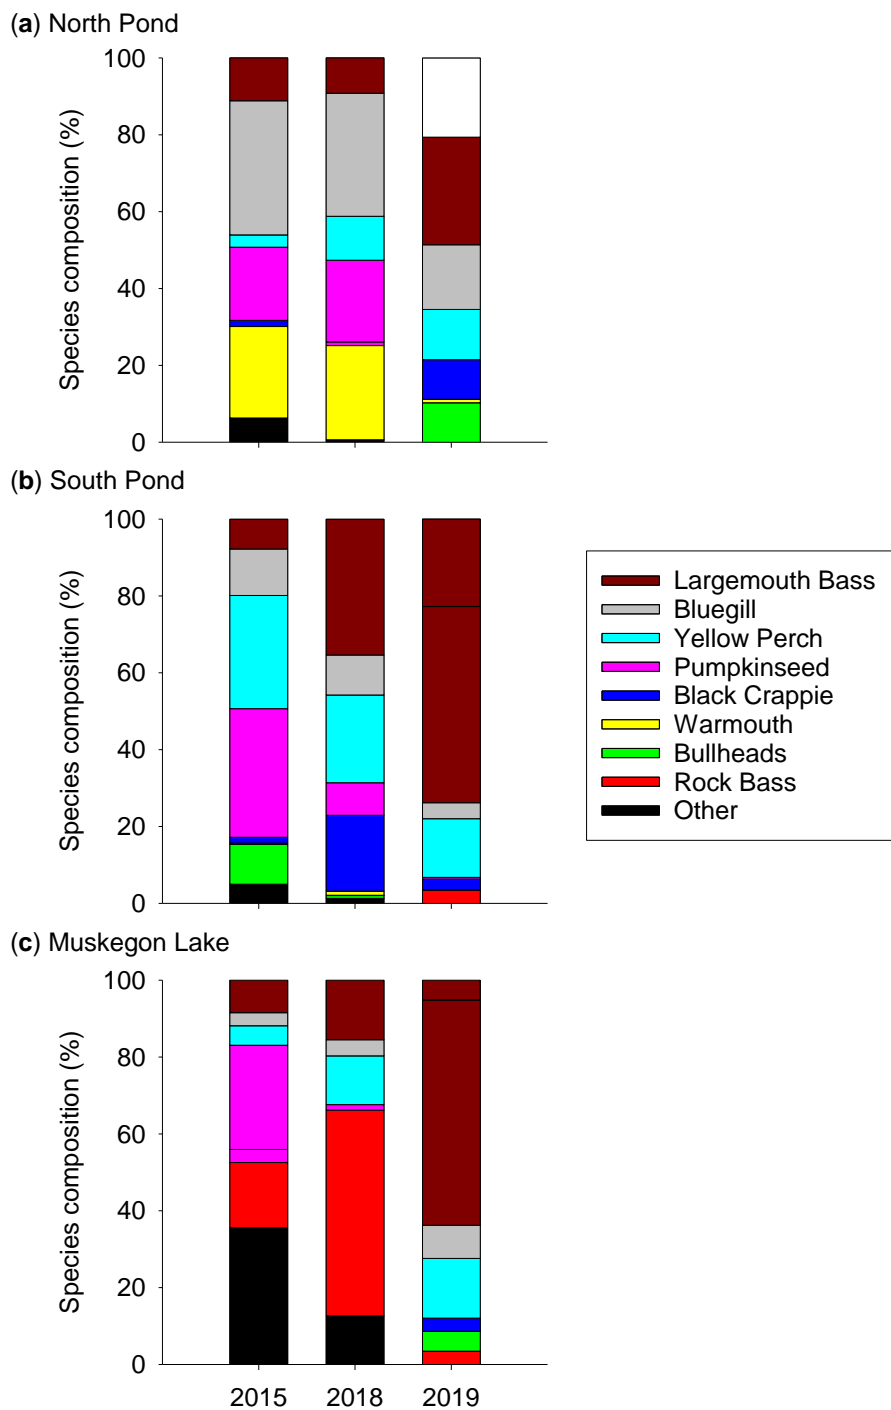 (a) North Pond
100
80
60
40
20
0
Species composition (%)
(b) South Pond
100
80
60
40
20
0
Species composition (%)
Largemouth Bass
Bluegill
Yellow Perch
Pumpkinseed
Black Crappie
Warmouth
Bullheads
Rock Bass
Other
(c) Muskegon Lake
100
80
60
40
20
0
Species composition (%)
2015 2018 2019